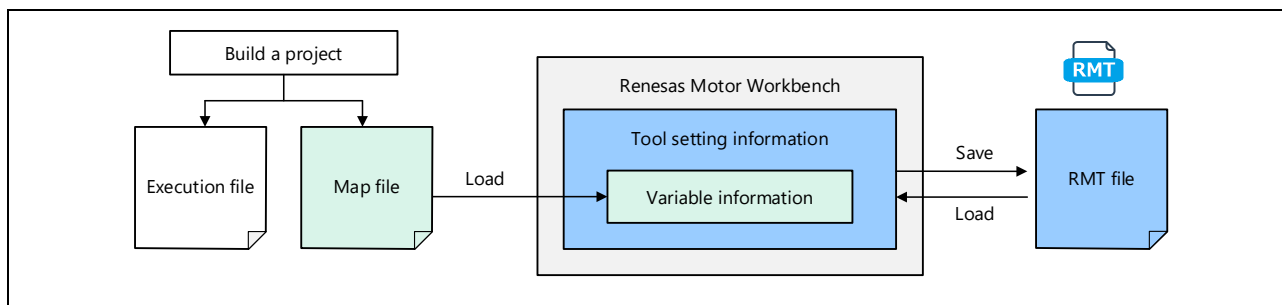 Build a project
Renesas Motor Workbench
RMT
Tool setting information
Execution file
Map file
Load
Variable information
Save
Load
RMT file